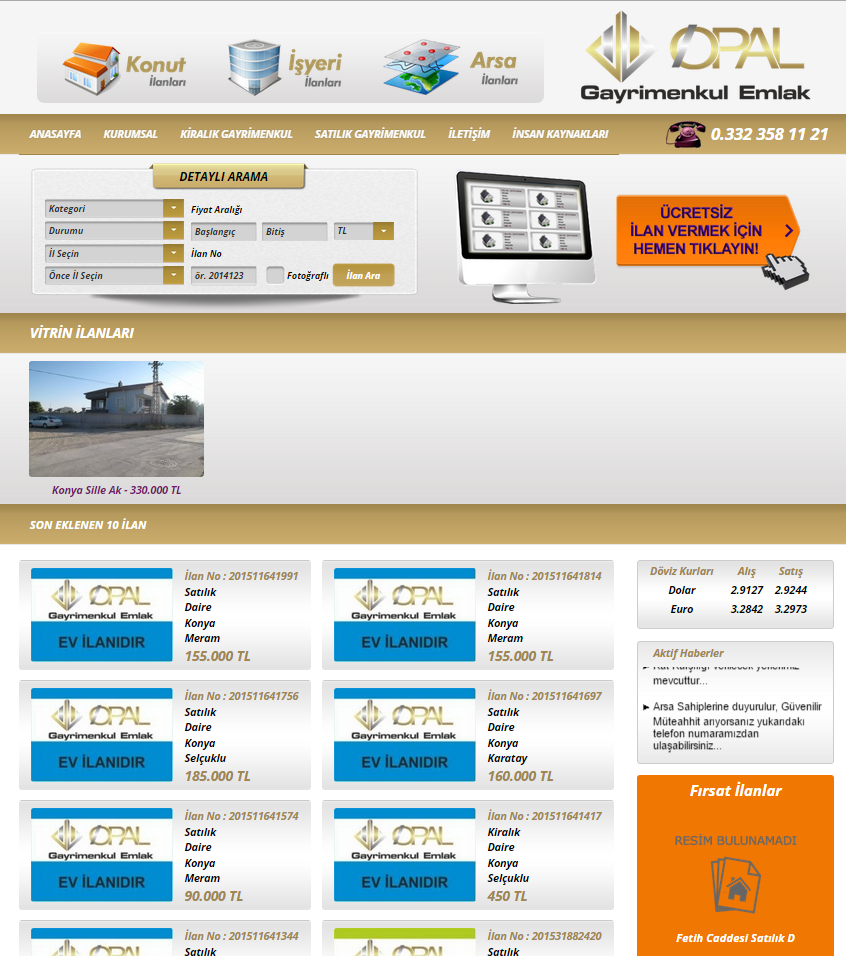 Konut
İlanları
İşyeri
İlanları
Arsa
İlanları
OPAL
Gayrimenkul Emlak
ANASAYFA KURUMSAL KİRALIK GAYRİMENKUL SATILIK GAYRİMENKUL İLETİŞİM İNSAN KAYNAKLARI
0.332 358 11 21
DETAYLI ARAMA
Kategori Fiyat Aralığı
Durumu Başlangıç Bitiş TL
İl Seçin İlan No
Önce İl Seçin ör. 2014123 Fotoğraflı İlan Ara
ÜCRETSİZ
İLAN VERMEK İÇİN
HEMEN TIKLAYIN!
VİTRİN İLANLARI
Konya Sille Ak - 330.000 TL
SON EKLENEN 10 İLAN
OPAL
Gayrimenkul Emlak
EV İLANIDIR
İlan No : 201511641991
Satılık
Daire
Konya
Meram
155.000 TL
OPAL
Gayrimenkul Emlak
EV İLANIDIR
İlan No : 201511641814
Satılık
Daire
Konya
Meram
155.000 TL
OPAL
Gayrimenkul Emlak
EV İLANIDIR
İlan No : 201511641756
Satılık
Daire
Konya
Selçuklu
185.000 TL
OPAL
Gayrimenkul Emlak
EV İLANIDIR
İlan No : 201511641697
Satılık
Daire
Konya
Karatay
160.000 TL
OPAL
Gayrimenkul Emlak
EV İLANIDIR
İlan No : 201511641574
Satılık
Daire
Konya
Meram
90.000 TL
OPAL
Gayrimenkul Emlak
EV İLANIDIR
İlan No : 201511641417
Kiralık
Daire
Konya
Selçuklu
450 TL
İlan No : 201511641344
Satılık
İlan No : 201531882420
Satılık
Döviz Kurları Alış Satış
Dolar 2.9127 2.9244
Euro 3.2842 3.2973
Aktif Haberler
mevcuttur...
Arsa Sahiplerine duyurulur, Güvenilir
Müteahhit arıyorsanız yukarıdaki
telefon numaramızdan
ulaşabilirsiniz...
Fırsat İlanlar
RESİM BULUNAMADI
Fetih Caddesi Satılık D